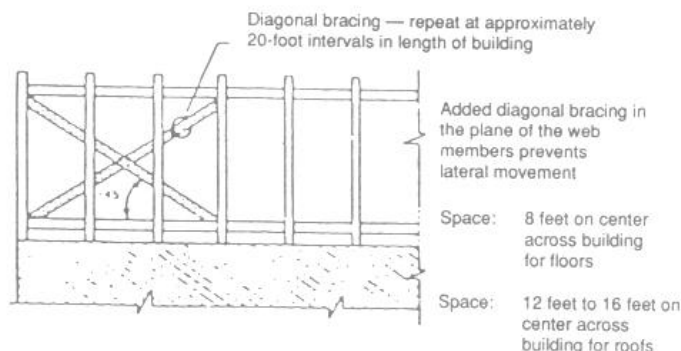 Diagonal bracing — repeat at approximately
20-foot intervals in length of building
Added diagonal bracing in
the plane of the web
members prevents
lateral movement
45
Space: 8 feet on center
across building
for floors
Space: 12 feet to 16 feet on
center across
building for roofs